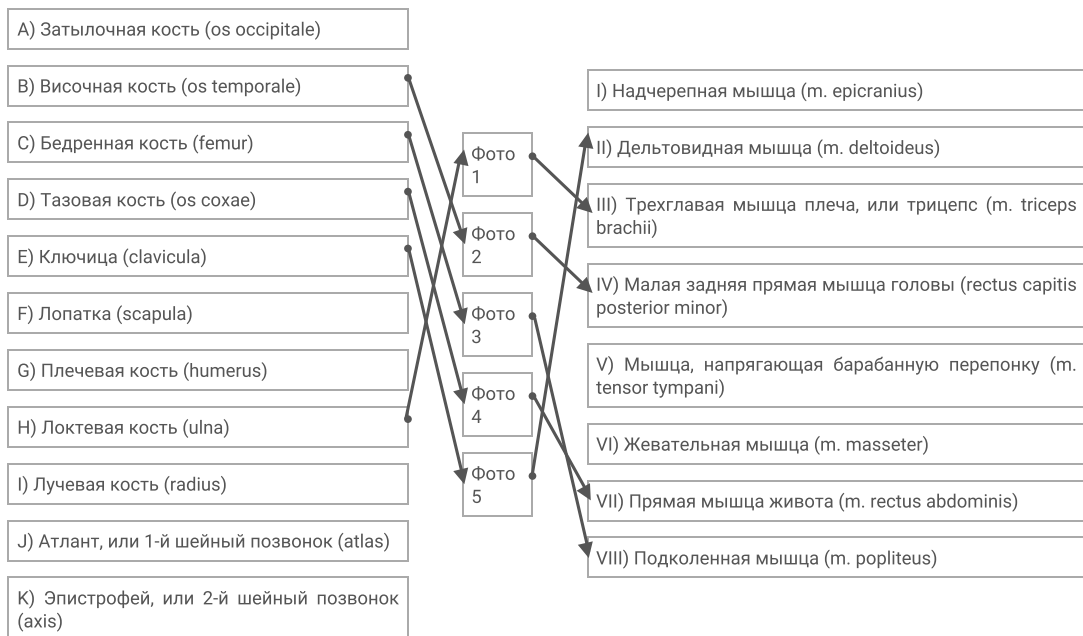 A) Затылочная кость (os occipitale)
B) Височная кость (os temporale)
C) Бедренная кость (femur)
D) Тазовая кость (os coxae)
E) Ключица (clavicula)
F) Лопатка (scapula)
G) Плечевая кость (humerus)
H) Локтевая кость (ulna)
I) Лучевая кость (radius)
J) Атлант, или 1-й шейный позвонок (atlas)
K) Эпистрофей, или 2-й шейный позвонок
(axis)
Фото
1
Фото
2
Фото
3
Фото
4
Фото
5
I) Надчерепная мышца (m. epicranius)
II) Дельтовидная мышца (m. deltoideus)
III) Трехглавая мышца плеча, или трицепс (m. triceps
brachii)
IV) Малая задняя прямая мышца головы (rectus capitis
posterior minor)
V) Мышца, напрягающая барабанную перепонку (m.
tensor tympani)
VI) Жевательная мышца (m. masseter)
VII) Прямая мышца живота (m. rectus abdominis)
VIII) Подколенная мышца (m. popliteus)